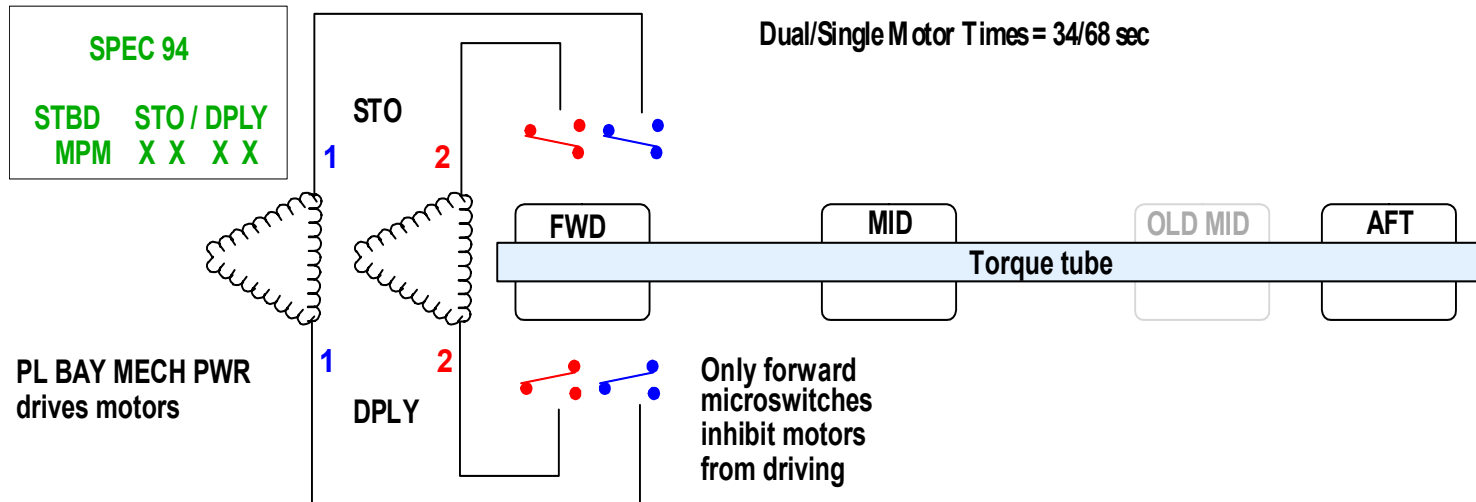 SPEC 94
STBD STO / DPLY
MPM X X X X
Dual/Single Motor Times = 34/68 sec
STO
1
2
FWD
MID
OLD MID
AFT
Torque tube
1
2
PL BAY MECH PWR
drives motors
DPLY
Only forward
microswitches
inhibit motors
from driving